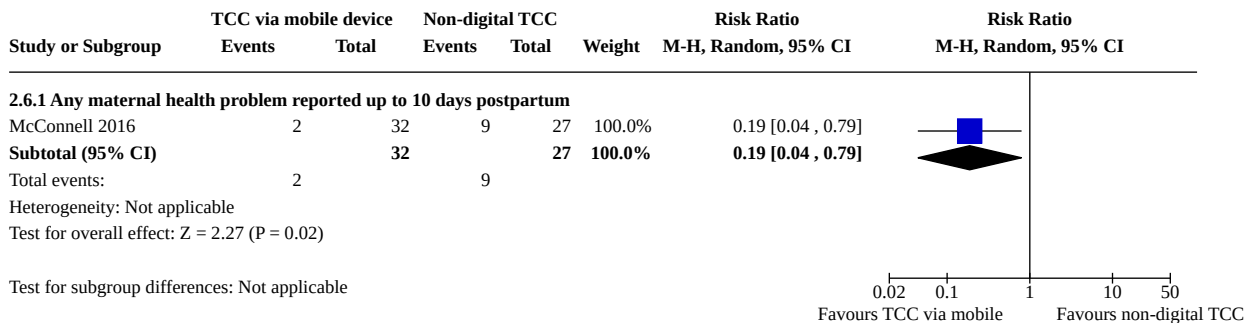 TCC via mobile device Non-digital TCC Risk Ratio Risk Ratio
Study or Subgroup Events Total Events Total Weight M-H, Random, 95% CI M-H, Random, 95% CI
2.6.1 Any maternal health problem reported up to 10 days postpartum
McConnell 2016 2 32 9 27 100.0% 0.19 [0.04 , 0.79]
Subtotal (95% CI) 32 27 100.0% 0.19 [0.04 , 0.79]
Total events: 2 9
Heterogeneity: Not applicable
Test for overall effect: Z = 2.27 (P = 0.02)
Test for subgroup differences: Not applicable
0.02 0.1 1 10 50
Favours TCC via mobile Favours non-digital TCC